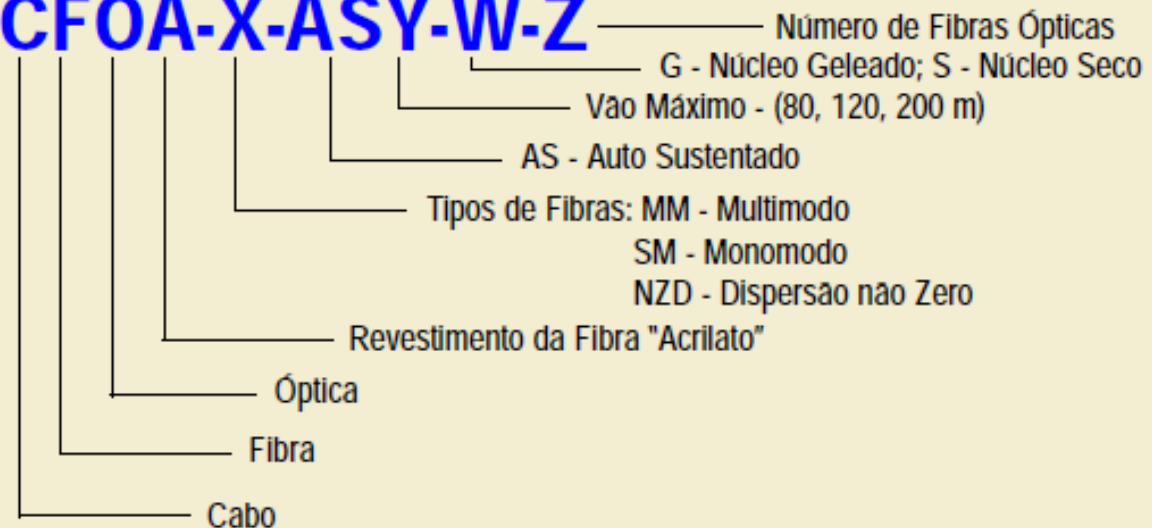 CFOA-X-ASY-W-Z
Número de Fibras Ópticas
G - Núcleo Geleado; S - Núcleo Seco
Vão Máximo - (80, 120, 200 m)
AS - Auto Sustentado
Tipos de Fibras: MM - Multimodo
SM - Monomodo
NZD - Dispersão não Zero
Revestimento da Fibra "Acrilato"
Óptica
Fibra
Cabo